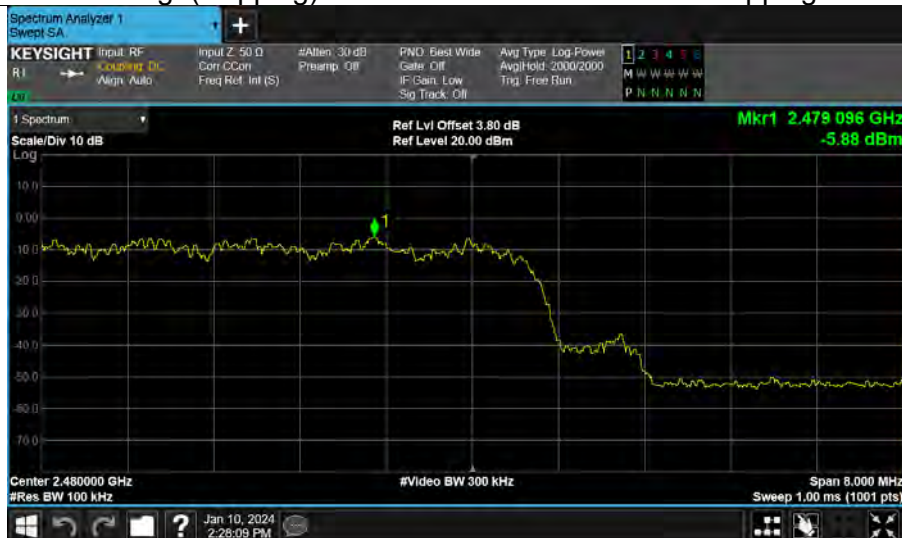 Spectrum Analyzer 1
Swept SA
+
KEYSIGHT Input: RF Input Z: 50 Ω #Atten: 30 dB PNO: Best Wide Avg Type: Log-Power 1 2 3 4 5 6
Coupling: DC Corr CCorr Preamp: Off Gate: Off Avg|Hold: 2000/2000 M W W W W W
Align: Auto Freq Ref: Int (S) IF Gain: Low Trig: Free Run P N N N N N
Sig Track: Off
1 Spectrum Ref Lvl Offset 3.80 dB Mkr1 2.479 096 GHz
Scale/Div 10 dB Ref Level 20.00 dBm -5.88 dBm
Log
10.0
0.00
1
-10.0
-20.0
-30.0
-40.0
-50.0
-60.0
-70.0
Center 2.480000 GHz #Video BW 300 kHz Span 8.000 MHz
#Res BW 100 kHz Sweep 1.00 ms (1001 pts)
? Jan 10, 2024
2:28:09 PM